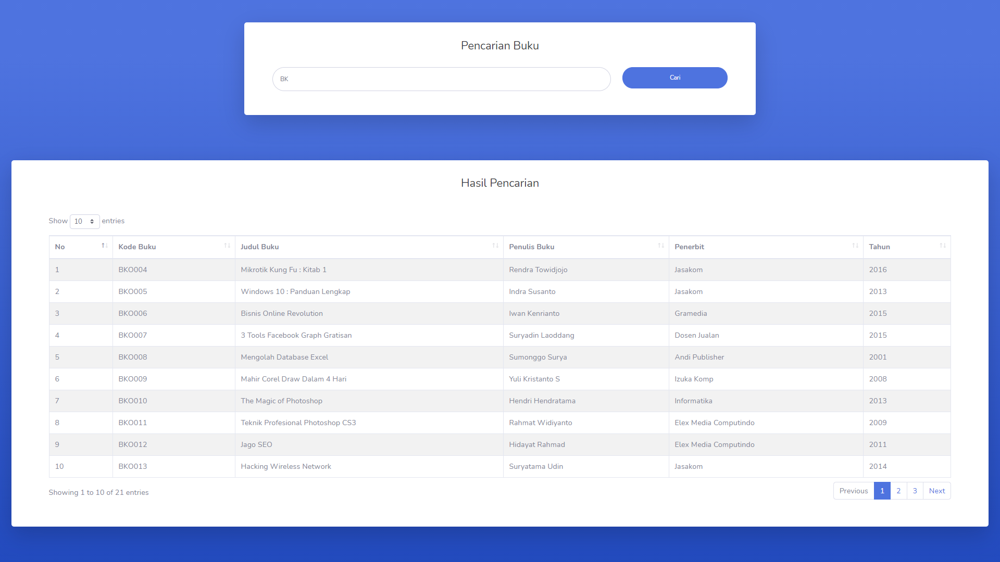 Pencarian Buku
BK
Cari
Hasil Pencarian
Show 10 entries
No Kode Buku Judul Buku Penulis Buku Penerbit Tahun
1 BKO004 Mikrotik Kung Fu : Kitab 1 Rendra Towidjojo Jasakom 2016
2 BKO005 Windows 10 : Panduan Lengkap Indra Susanto Jasakom 2013
3 BKO006 Bisnis Online Revolution Iwan Kenrianto Gramedia 2015
4 BKO007 3 Tools Facebook Graph Gratisan Suryadin Laoddang Dosen Jualan 2015
5 BKO008 Mengolah Database Excel Sumonggo Surya Andi Publisher 2001
6 BKO009 Mahir Corel Draw Dalam 4 Hari Yuli Kristanto S Izuka Komp 2008
7 BKO010 The Magic of Photoshop Hendri Hendratama Informatika 2013
8 BKO011 Teknik Profesional Photoshop CS3 Rahmat Widiyanto Elex Media Computindo 2009
9 BKO012 Jago SEO Hidayat Rahmad Elex Media Computindo 2011
10 BKO013 Hacking Wireless Network Suryatama Udin Jasakom 2014
Showing 1 to 10 of 21 entries
Previous 1 2 3 Next